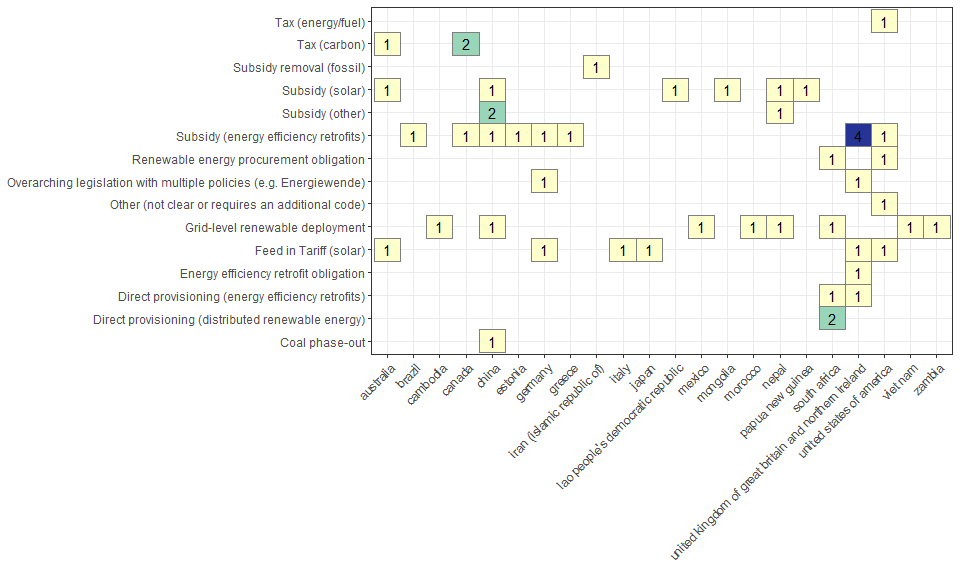 Tax (energy/fuel) 1
Tax (carbon) 1 2
Subsidy removal (fossil) 1
Subsidy (solar) 1 1 1 1 1 1
Subsidy (other) 2 1
Subsidy (energy efficiency retrofits) 1 1 1 1 1 1 4 1
Renewable energy procurement obligation 1 1
Overarching legislation with multiple policies (e.g. Energiewende) 1 1
Other (not clear or requires an additional code) 1
Grid-level renewable deployment 1 1 1 1 1 1 1 1
Feed in Tariff (solar) 1 1 1 1 1 1
Energy efficiency retrofit obligation 1
Direct provisioning (energy efficiency retrofits) 1 1
Direct provisioning (distributed renewable energy) 2
Coal phase-out 1
australia
brazil
cambodia
canada
china
estonia
germany
greece
iran (islamic republic of)
italy
japan
lao people's democratic republic
mexico
mongolia
morocco
nepal
papua new guinea
south africa
united kingdom of great britain and northern ireland
united states of america
viet nam
zambia